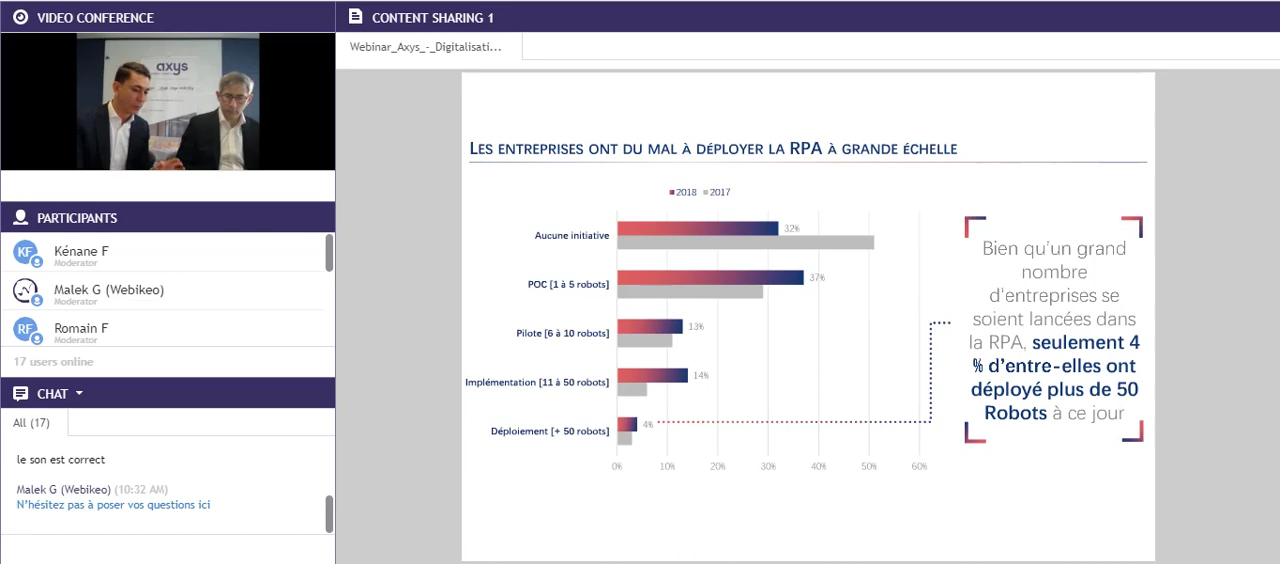 VIDEO CONFERENCE
axys
PARTICIPANTS
KF
Kénane F
Moderator
Malek G (Webikeo)
Moderator
RF
Romain F
Moderator
17 users online
CHAT
All (17)
le son est correct
Malek G (Webikeo) (10:32 AM)
N'hésitez pas à poser vos questions ici
CONTENT SHARING 1
Webinar_Axys_-_Digitalisati...
LES ENTREPRISES ONT DU MAL À DÉPLOYER LA RPA À GRANDE ÉCHELLE
2018 2017
Aucune initiative 32%
POC [1 à 5 robots] 37%
Pilote [6 à 10 robots] 13%
Implémentation [11 à 50 robots] 14%
Déploiement [+ 50 robots] 4%
0% 10% 20% 30% 40% 50% 60%
Bien qu'un grand
nombre
d'entreprises se
soient lancées dans
la RPA, seulement 4
% d'entre-elles ont
déployé plus de 50
Robots à ce jour